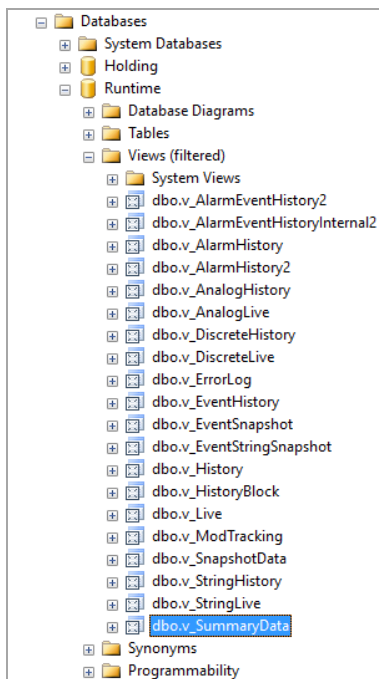 Databases
System Databases
Holding
Runtime
Database Diagrams
Tables
Views (filtered)
System Views
dbo.v_AlarmEventHistory2
dbo.v_AlarmEventHistoryInternal2
dbo.v_AlarmHistory
dbo.v_AlarmHistory2
dbo.v_AnalogHistory
dbo.v_AnalogLive
dbo.v_DiscreteHistory
dbo.v_DiscreteLive
dbo.v_ErrorLog
dbo.v_EventHistory
dbo.v_EventSnapshot
dbo.v_EventStringSnapshot
dbo.v_History
dbo.v_HistoryBlock
dbo.v_Live
dbo.v_ModTracking
dbo.v_SnapshotData
dbo.v_StringHistory
dbo.v_StringLive
dbo.v_SummaryData
Synonyms
Programmability